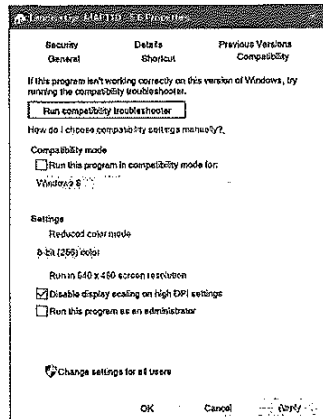 Properties
Security Details Previous Versions
General Shortcut Compatibility
If this program isn't working correctly on this version of Windows, try
running the compatibility troubleshooter.
Run compatibility troubleshooter
How do I choose compatibility settings manually?
Compatibility mode
Run this program in compatibility mode for:
Windows 8
Settings
Reduced color mode
8-bit (256) color
Run in 640 x 480 screen resolution
Disable display scaling on high DPI settings
Run this program as an administrator
Change settings for all users
OK Cancel Apply